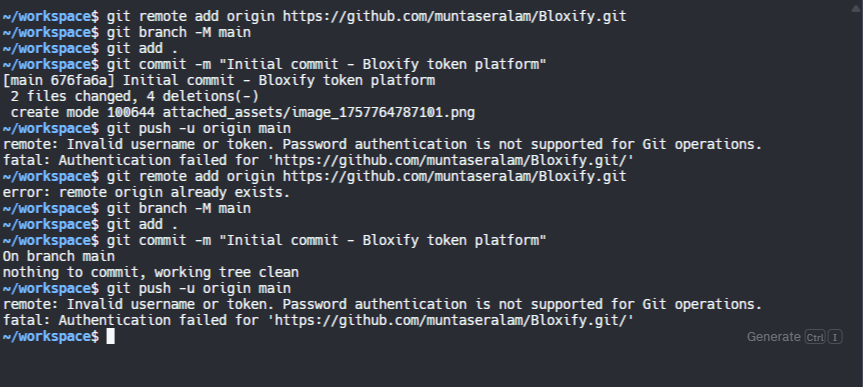 ~/workspace$ git remote add origin https://github.com/muntaseralam/Bloxify.git
~/workspace$ git branch -M main
~/workspace$ git add .
~/workspace$ git commit -m "Initial commit - Bloxify token platform"
[main 676fa6a] Initial commit - Bloxify token platform
 2 files changed, 4 deletions(-)
 create mode 100644 attached_assets/image_1757764787101.png
~/workspace$ git push -u origin main
remote: Invalid username or token. Password authentication is not supported for Git operations.
fatal: Authentication failed for 'https://github.com/muntaseralam/Bloxify.git/'
~/workspace$ git remote add origin https://github.com/muntaseralam/Bloxify.git
error: remote origin already exists.
~/workspace$ git branch -M main
~/workspace$ git add .
~/workspace$ git commit -m "Initial commit - Bloxify token platform"
On branch main
nothing to commit, working tree clean
~/workspace$ git push -u origin main
remote: Invalid username or token. Password authentication is not supported for Git operations.
fatal: Authentication failed for 'https://github.com/muntaseralam/Bloxify.git/'
~/workspace$
Generate Ctrl I